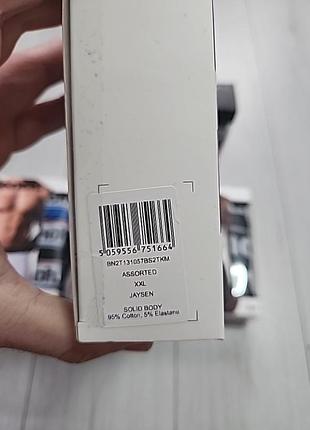 5 059556 751664
BN2T131057BS2TKM
ASSORTED
XXL
JAYSEN
SOLID BODY
95% Cotton, 5% Elastane